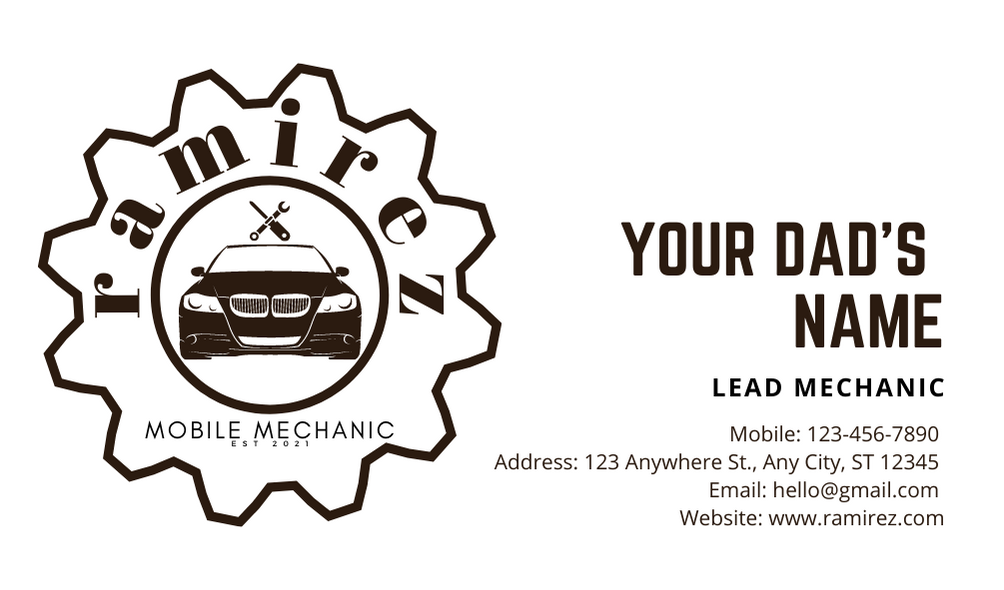 ramirez
MOBILE MECHANIC
EST 2021
YOUR DAD’S
NAME
LEAD MECHANIC
Mobile: 123-456-7890
Address: 123 Anywhere St., Any City, ST 12345
Email: hello@gmail.com
Website: www.ramirez.com